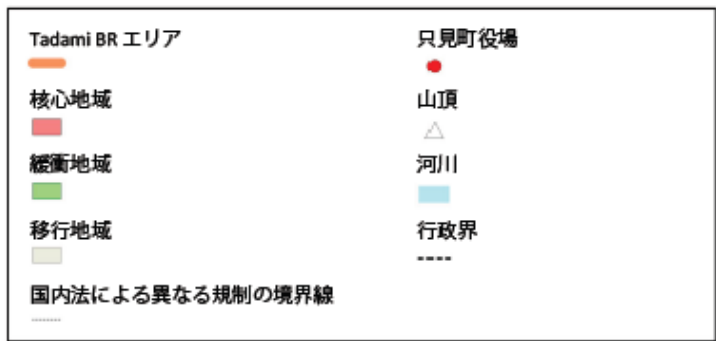 Tadami BR エリア
核心地域
緩衝地域
移行地域
国内法による異なる規制の境界線
只見町役場
山頂
河川
行政界